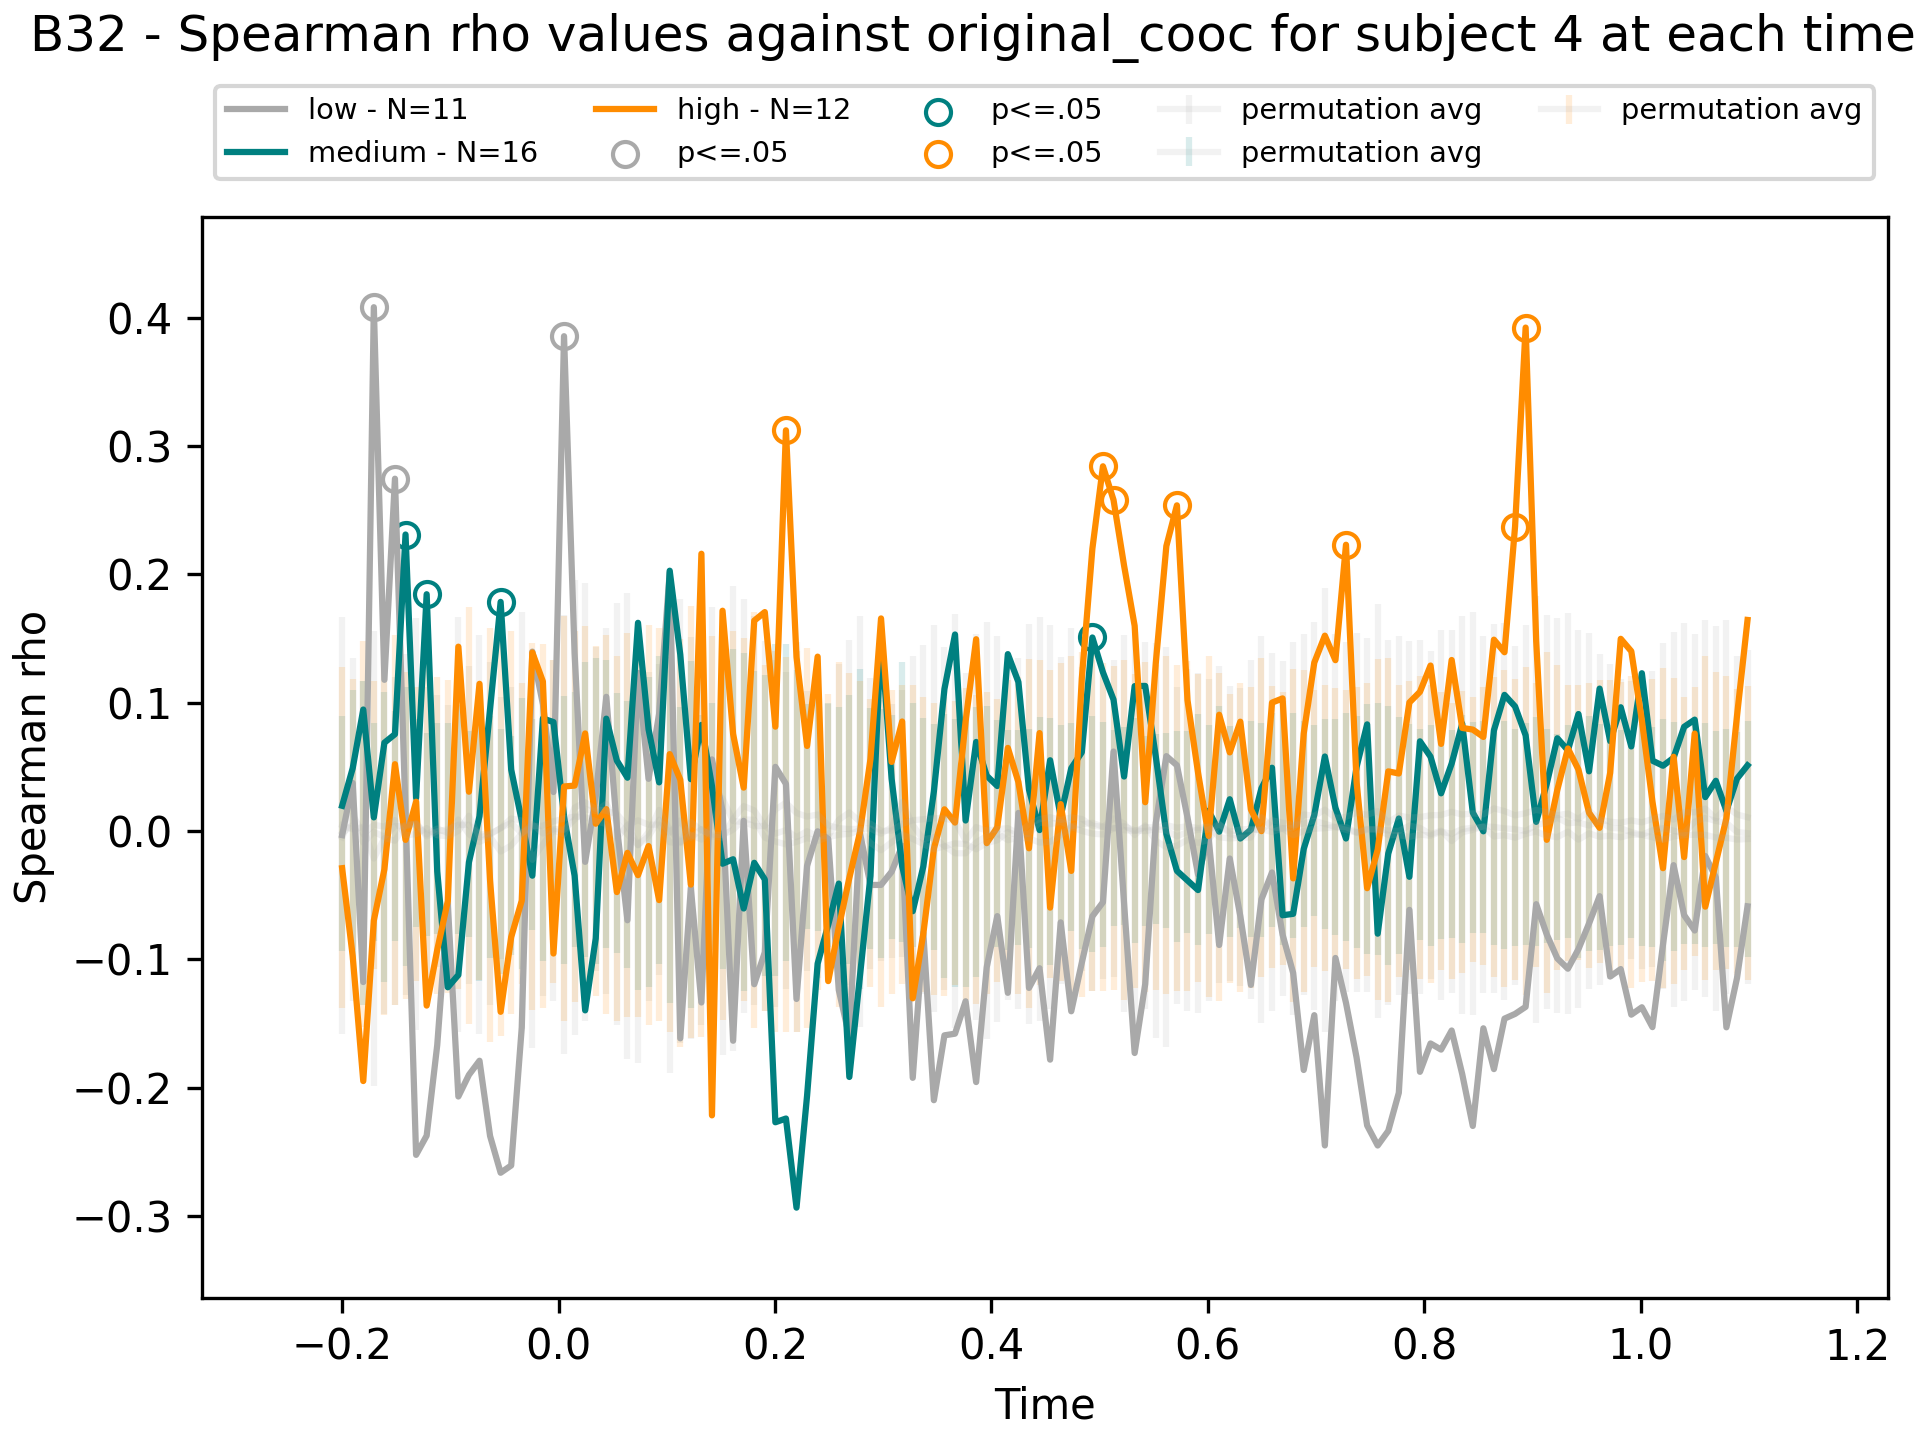 B32 - Spearman rho values against original_cooc for subject 4 at each time
low - N=11
medium - N=16
high - N=12
p<=.05
p<=.05
p<=.05
permutation avg
permutation avg
permutation avg
Spearman rho
0.4
0.3
0.2
0.1
0.0
−0.1
−0.2
−0.3
−0.2 0.0 0.2 0.4 0.6 0.8 1.0 1.2
Time